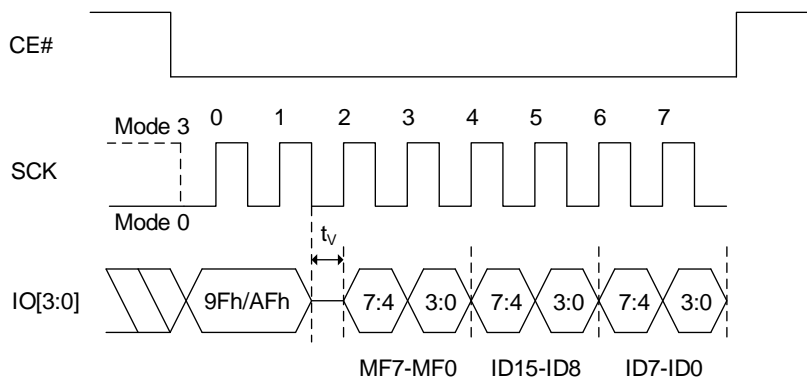 CE#
0 1 2 3 4 5 6 7
Mode 3
SCK
Mode 0
tV
IO[3:0] 9Fh/AFh 7:4 3:0 7:4 3:0 7:4 3:0
MF7-MF0 ID15-ID8 ID7-ID0